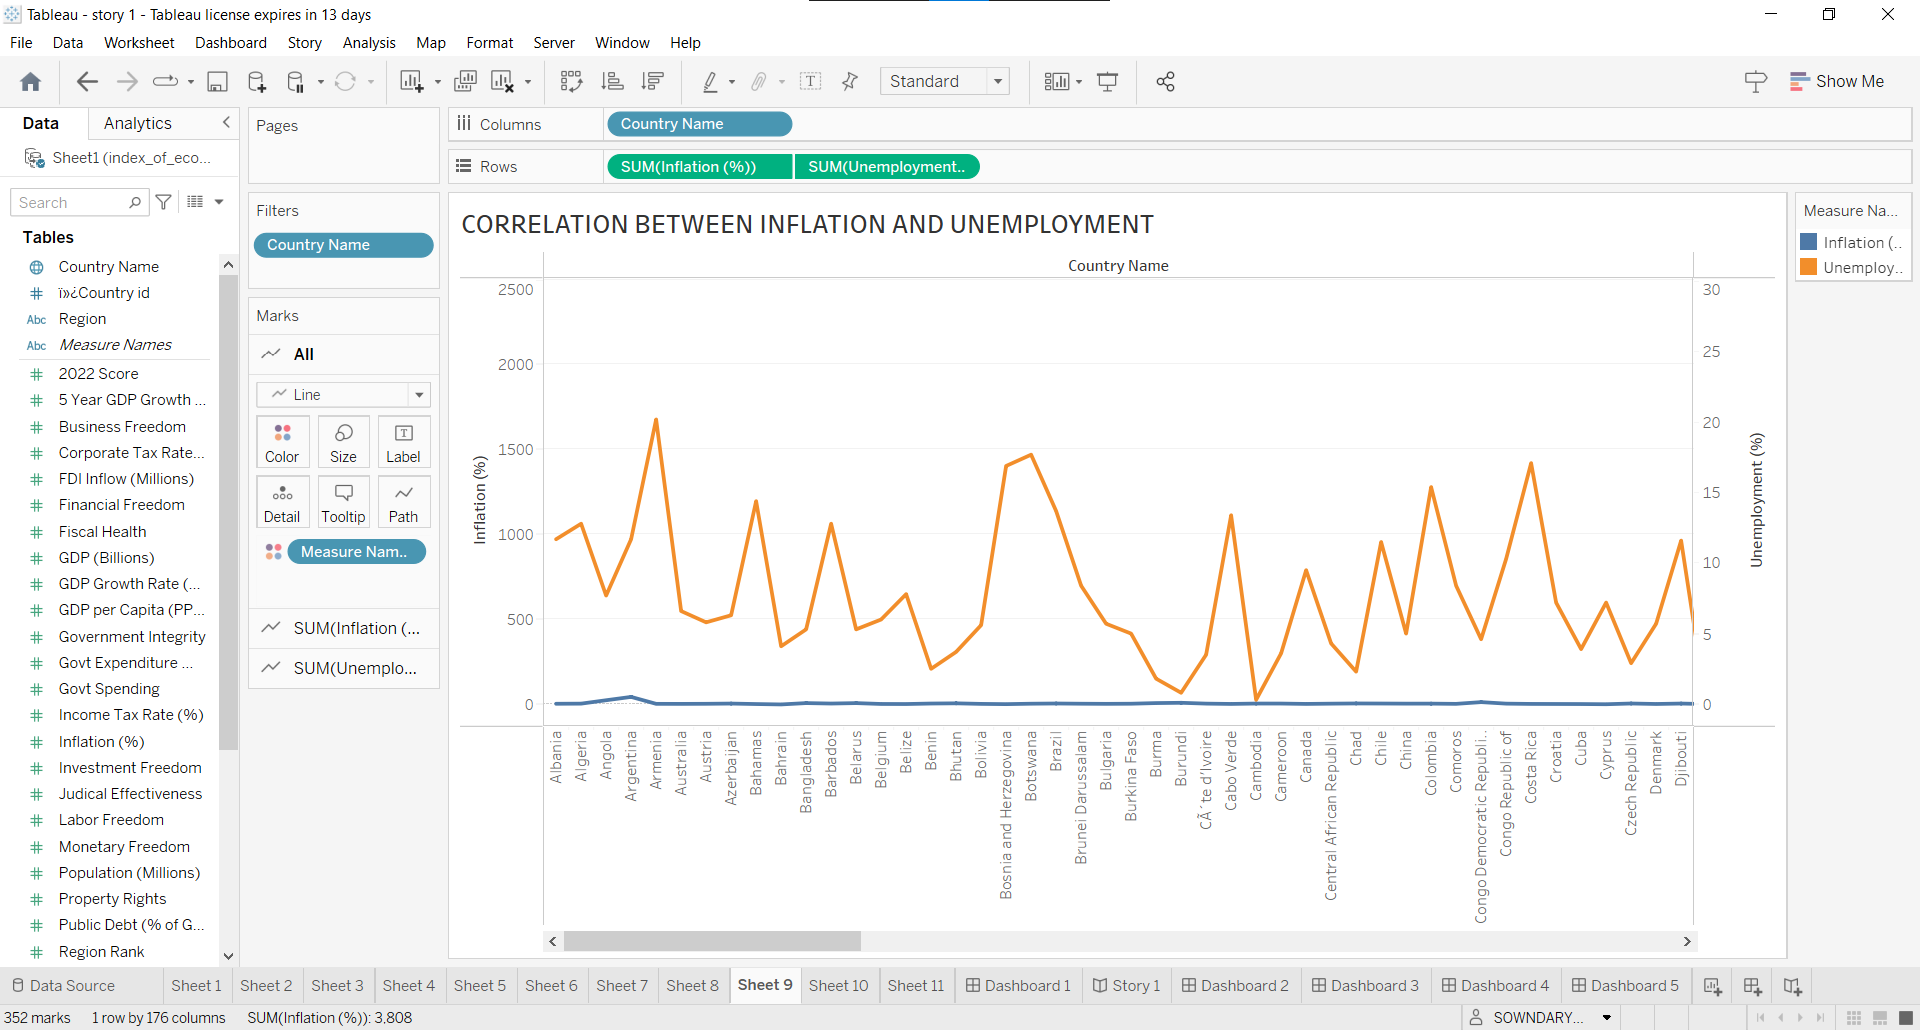 Tableau - story 1 - Tableau license expires in 13 days
File Data Worksheet Dashboard Story Analysis Map Format Server Window Help
Standard
Show Me
Data Analytics
Sheet1 (index_of_eco...
Search
Tables
Country Name
ï»¿Country id
Region
Measure Names
2022 Score
5 Year GDP Growth ...
Business Freedom
Corporate Tax Rate...
FDI Inflow (Millions)
Financial Freedom
Fiscal Health
GDP (Billions)
GDP Growth Rate (...
GDP per Capita (PP...
Government Integrity
Govt Expenditure ...
Govt Spending
Income Tax Rate (%)
Inflation (%)
Investment Freedom
Judical Effectiveness
Labor Freedom
Monetary Freedom
Population (Millions)
Property Rights
Public Debt (% of G...
Region Rank
Pages
Filters
Country Name
Marks
All
Line
Color Size Label
Detail Tooltip Path
Measure Nam..
SUM(Inflation (...
SUM(Unemplo...
Columns Country Name
Rows SUM(Inflation (%)) SUM(Unemployment..
CORRELATION BETWEEN INFLATION AND UNEMPLOYMENT
Country Name
2500
2000
1500
1000
500
0
Inflation (%)
30
25
20
15
10
5
0
Unemployment (%)
Albania
Algeria
Angola
Argentina
Armenia
Australia
Austria
Azerbaijan
Bahamas
Bahrain
Bangladesh
Barbados
Belarus
Belgium
Belize
Benin
Bhutan
Bolivia
Bosnia and Herzegovina
Botswana
Brazil
Brunei Darussalam
Bulgaria
Burkina Faso
Burma
Burundi
CÃ´te d'Ivoire
Cabo Verde
Cambodia
Cameroon
Canada
Central African Republic
Chad
Chile
China
Colombia
Comoros
Congo Democratic Republi..
Congo Republic of
Costa Rica
Croatia
Cuba
Cyprus
Czech Republic
Denmark
Djibouti
Measure Na...
Inflation (..
Unemploy..
Data Source Sheet 1 Sheet 2 Sheet 3 Sheet 4 Sheet 5 Sheet 6 Sheet 7 Sheet 8 Sheet 9 Sheet 10 Sheet 11 Dashboard 1 Story 1 Dashboard 2 Dashboard 3 Dashboard 4 Dashboard 5
352 marks 1 row by 176 columns SUM(Inflation (%)): 3,808 SOWNDARY...